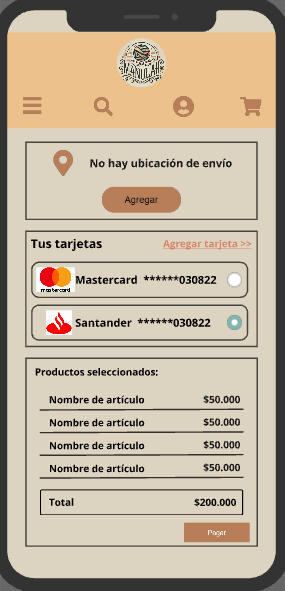 MANULAH
No hay ubicación de envío
Agregar
Tus tarjetas
Agregar tarjeta >>
mastercard
Mastercard ******030822
Santander ******030822
Productos seleccionados:
Nombre de artículo $50.000
Nombre de artículo $50.000
Nombre de artículo $50.000
Nombre de artículo $50.000
Total $200.000
Pagar